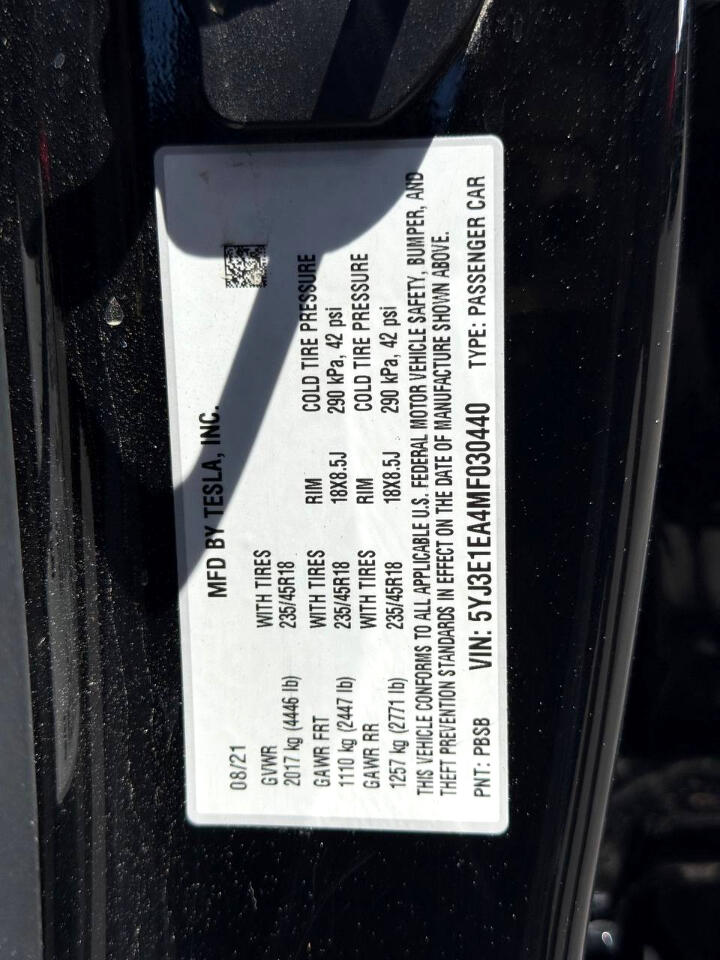 MFD BY TESLA, INC.
08/21
GVWR WITH TIRES
2017 kg (4446 lb) 235/45R18
GAWR FRT WITH TIRES RIM COLD TIRE PRESSURE
1110 kg (2447 lb) 235/45R18 18X8.5J 290 kPa, 42 psi
GAWR RR WITH TIRES RIM COLD TIRE PRESSURE
1257 kg (2771 lb) 235/45R18 18X8.5J 290 kPa, 42 psi
THIS VEHICLE CONFORMS TO ALL APPLICABLE U.S. FEDERAL MOTOR VEHICLE SAFETY, BUMPER, AND
THEFT PREVENTION STANDARDS IN EFFECT ON THE DATE OF MANUFACTURE SHOWN ABOVE.
PNT: PBSB VIN: 5YJ3E1EA4MF030440 TYPE: PASSENGER CAR